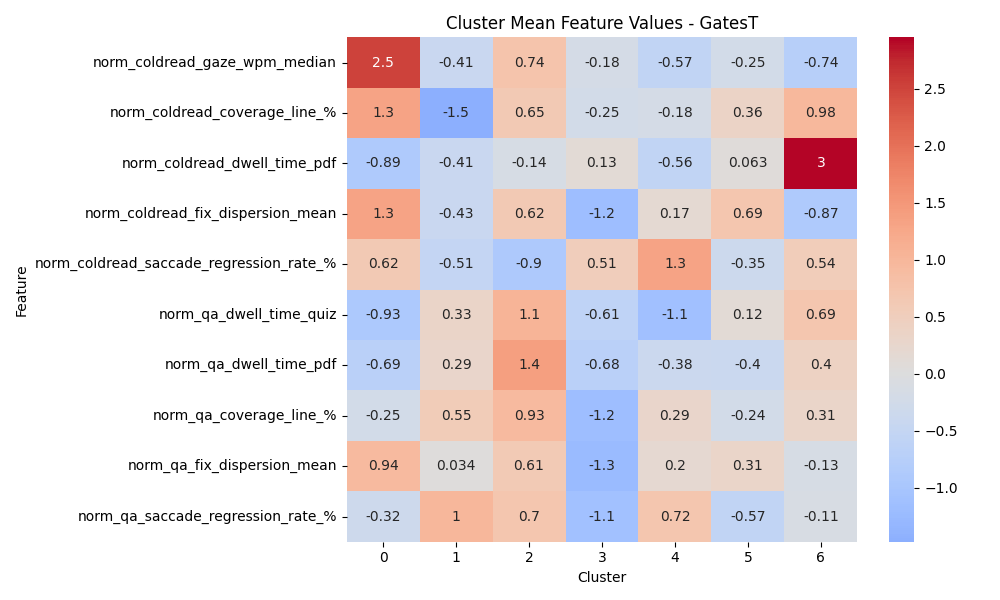 Cluster Mean Feature Values - GatesT
norm_coldread_gaze_wpm_median 2.5 -0.41 0.74 -0.18 -0.57 -0.25 -0.74
norm_coldread_coverage_line_% 1.3 -1.5 0.65 -0.25 -0.18 0.36 0.98
norm_coldread_dwell_time_pdf -0.89 -0.41 -0.14 0.13 -0.56 0.063 3
norm_coldread_fix_dispersion_mean 1.3 -0.43 0.62 -1.2 0.17 0.69 -0.87
norm_coldread_saccade_regression_rate_% 0.62 -0.51 -0.9 0.51 1.3 -0.35 0.54
norm_qa_dwell_time_quiz -0.93 0.33 1.1 -0.61 -1.1 0.12 0.69
norm_qa_dwell_time_pdf -0.69 0.29 1.4 -0.68 -0.38 -0.4 0.4
norm_qa_coverage_line_% -0.25 0.55 0.93 -1.2 0.29 -0.24 0.31
norm_qa_fix_dispersion_mean 0.94 0.034 0.61 -1.3 0.2 0.31 -0.13
norm_qa_saccade_regression_rate_% -0.32 1 0.7 -1.1 0.72 -0.57 -0.11
0 1 2 3 4 5 6
Cluster
Feature
2.5
2.0
1.5
1.0
0.5
0.0
−0.5
−1.0